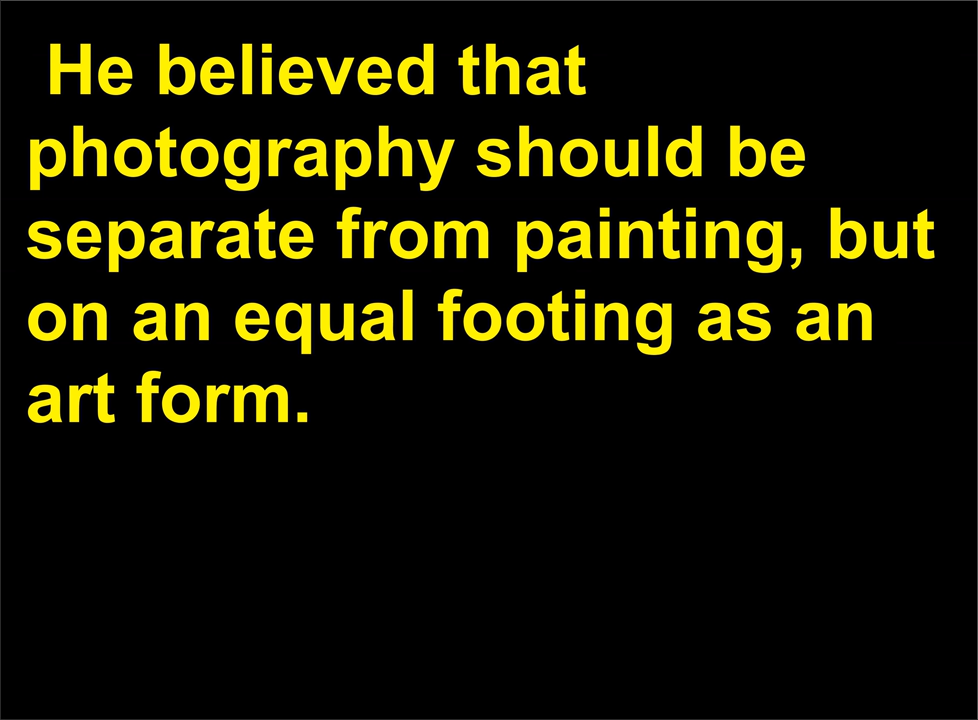 He believed that
photography should be
separate from painting, but
on an equal footing as an
art form.